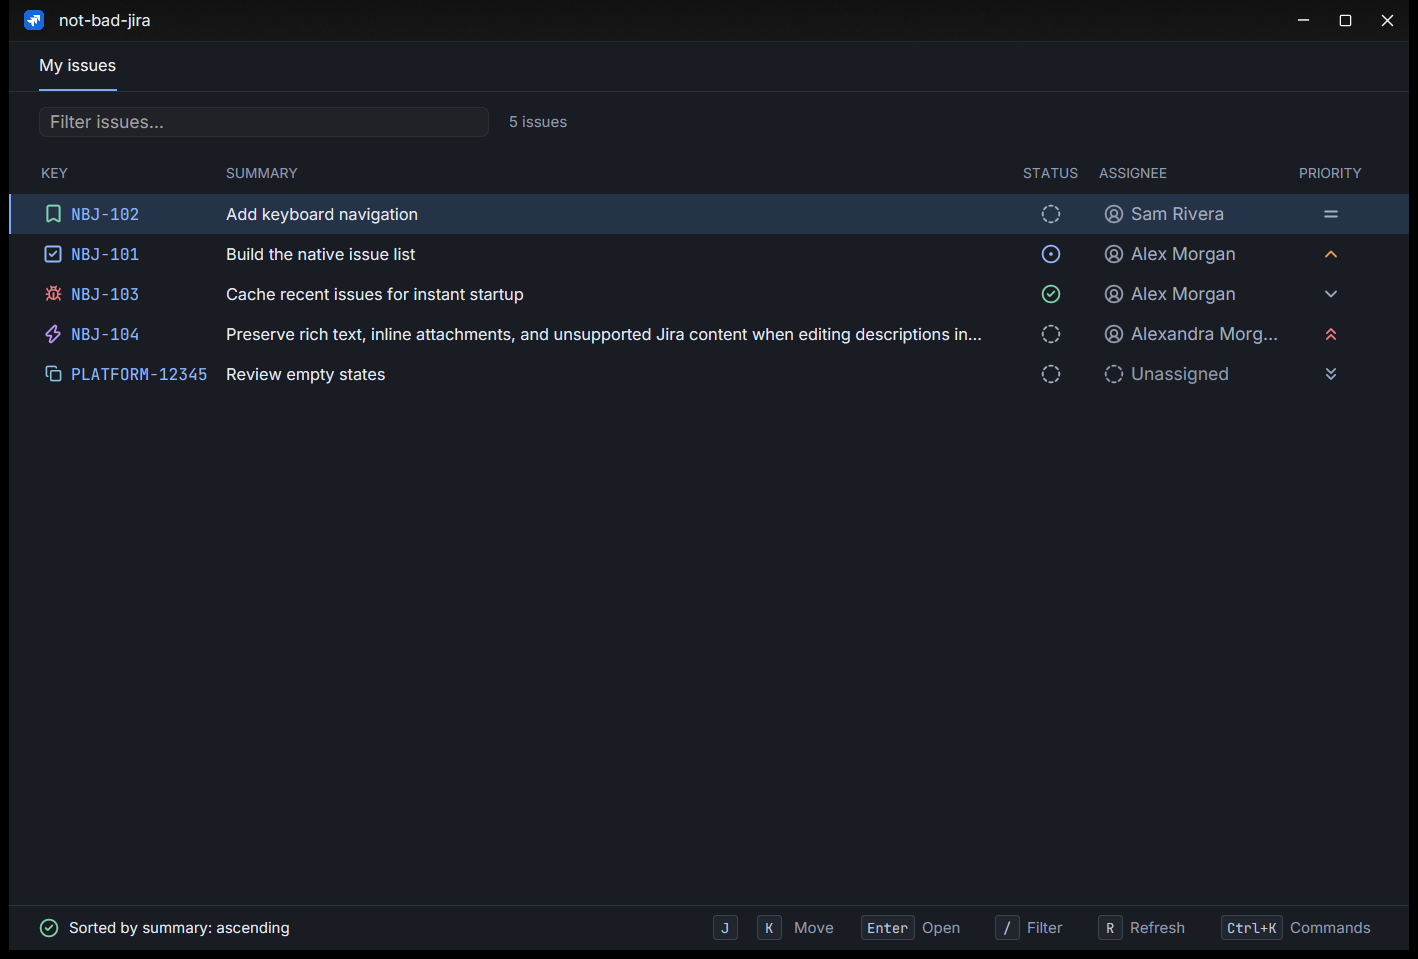 not-bad-jira
My issues
Filter issues...
5 issues
KEY SUMMARY STATUS ASSIGNEE PRIORITY
NBJ-102 Add keyboard navigation Sam Rivera
NBJ-101 Build the native issue list Alex Morgan
NBJ-103 Cache recent issues for instant startup Alex Morgan
NBJ-104 Preserve rich text, inline attachments, and unsupported Jira content when editing descriptions in... Alexandra Morg...
PLATFORM-12345 Review empty states Unassigned
Sorted by summary: ascending J K Move Enter Open / Filter R Refresh Ctrl+K Commands